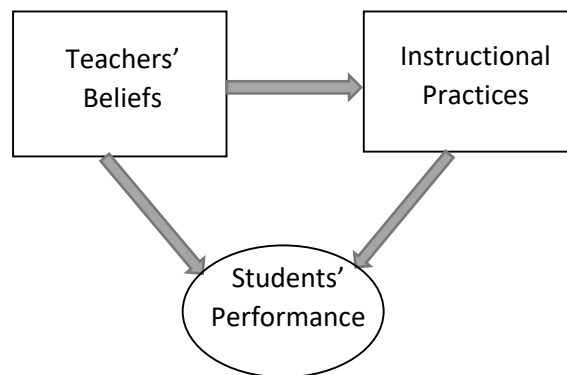 Teachers’
Beliefs
Instructional
Practices
Students’
Performance